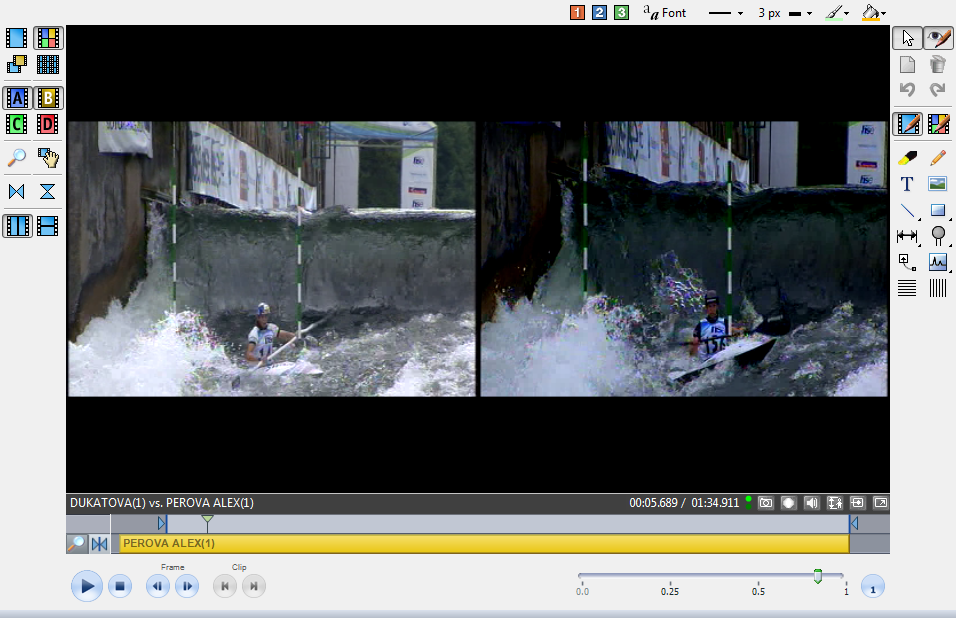 1 2 3 aa Font 3 px
A B
C D
T
DUKATOVA(1) vs. PEROVA ALEX(1) 00:05.689 / 01:34.911
PEROVA ALEX(1)
Frame Clip
0.0 0.25 0.5 1 1